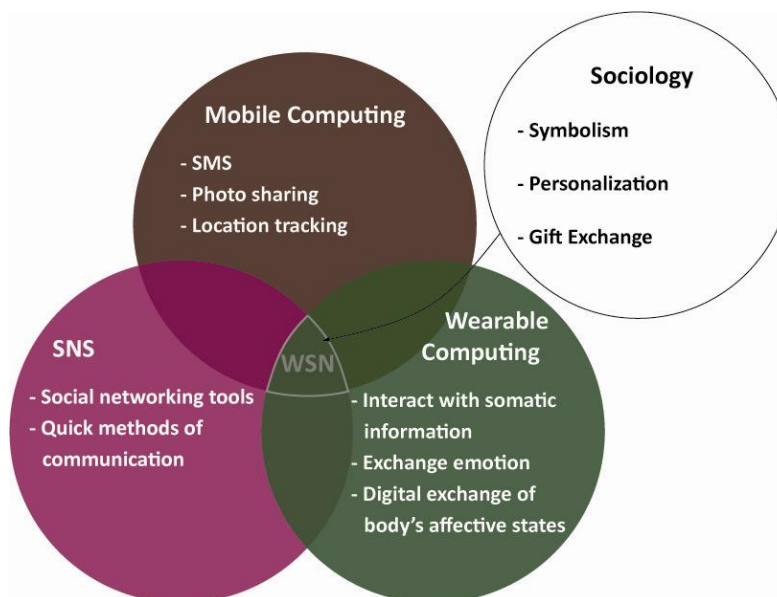 Mobile Computing
- SMS
- Photo sharing
- Location tracking
Sociology
- Symbolism
- Personalization
- Gift Exchange
SNS
- Social networking tools
- Quick methods of
communication
WSN
Wearable
Computing
- Interact with somatic
information
- Exchange emotion
- Digital exchange of
body's affective states